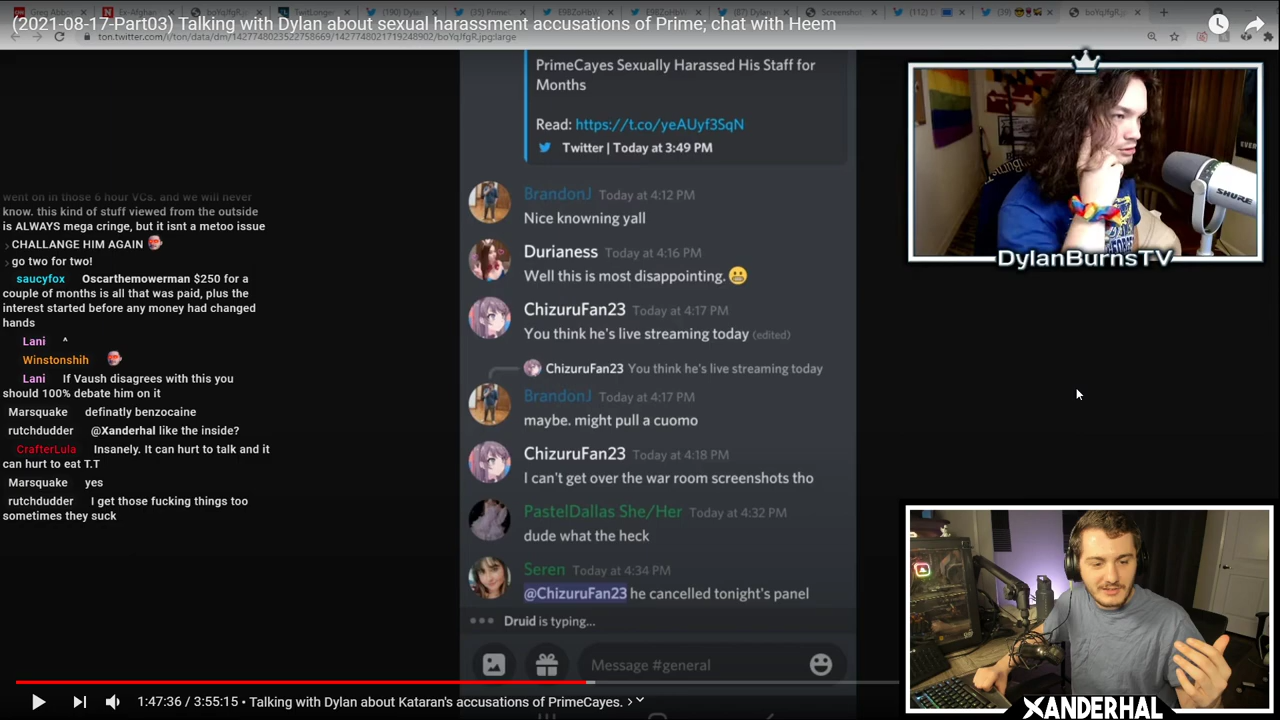 (2021-08-17-Part03) Talking with Dylan about sexual harassment accusations of Prime; chat with Heem
PrimeCayes Sexually Harassed His Staff for
Months
Read: https://t.co/yeAUyf3SqN
Twitter | Today at 3:49 PM
BrandonJ Today at 4:12 PM
Nice knowning yall
Durianess Today at 4:16 PM
Well this is most disappointing.
ChizuruFan23 Today at 4:17 PM
You think he's live streaming today (edited)
ChizuruFan23 You think he's live streaming today
BrandonJ Today at 4:17 PM
maybe. might pull a cuomo
ChizuruFan23 Today at 4:18 PM
I can't get over the war room screenshots tho
PastelDallas She/Her Today at 4:32 PM
dude what the heck
Seren Today at 4:34 PM
@ChizuruFan23 he cancelled tonight's panel
Druid is typing...
Message #general
went on in those 6 hour VCs. and we will never
know. this kind of stuff viewed from the outside
is ALWAYS mega cringe, but it isnt a metoo issue
CHALLANGE HIM AGAIN
go two for two!
saucyfox Oscarthemowerman $250 for a
couple of months is all that was paid, plus the
interest started before any money had changed
hands
Lani ^
Winstonshih
Lani If Vaush disagrees with this you
should 100% debate him on it
Marsquake definatly benzocaine
rutchdudder @Xanderhal like the inside?
CrafterLula Insanely. It can hurt to talk and it
can hurt to eat T.T
Marsquake yes
rutchdudder I get those fucking things too
sometimes they suck
SHURE
DylanBurnsTV
XANDERHAL
1:47:36 / 3:55:15 • Talking with Dylan about Kataran's accusations of PrimeCayes.